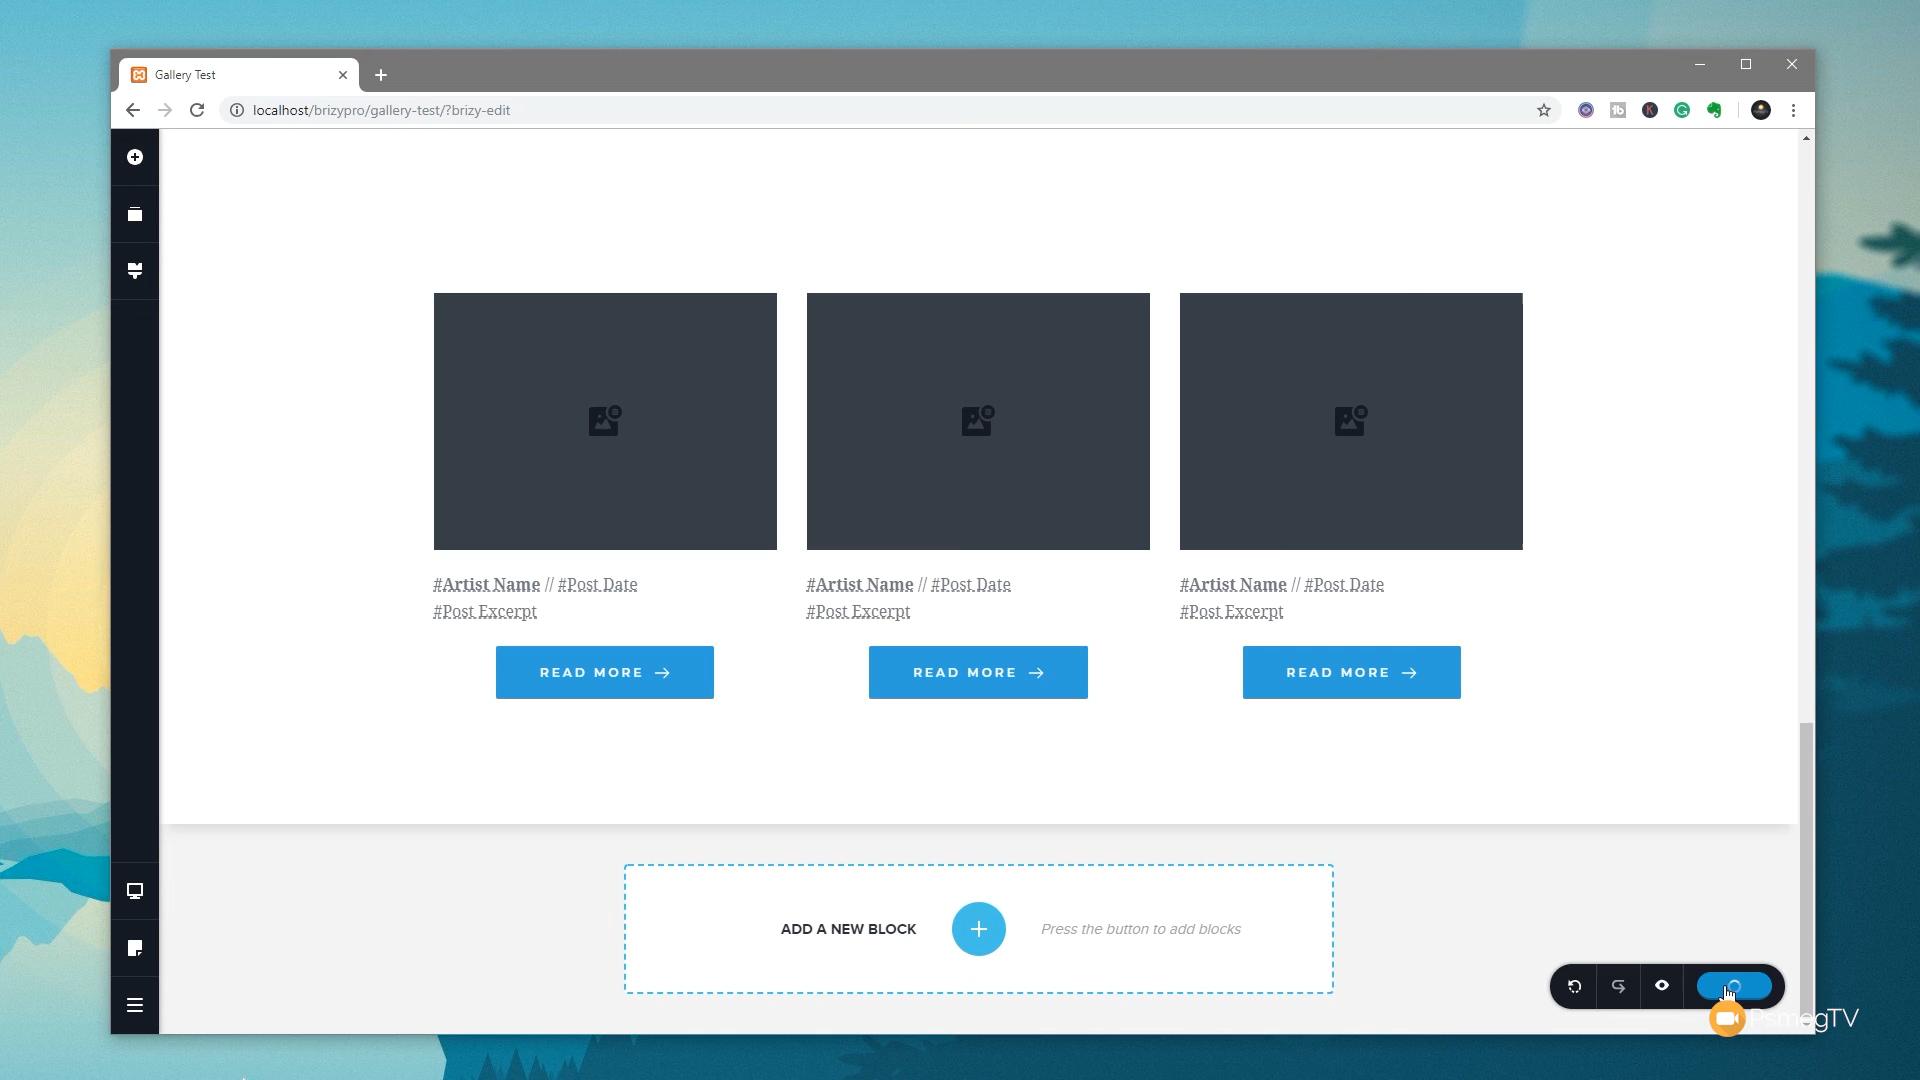 Gallery Test
localhost/brizypro/gallery-test/?brizy-edit
#Artist Name // #Post Date
#Post Excerpt
READ MORE →
#Artist Name // #Post Date
#Post Excerpt
READ MORE →
#Artist Name // #Post Date
#Post Excerpt
READ MORE →
ADD A NEW BLOCK
Press the button to add blocks
PsmegTV